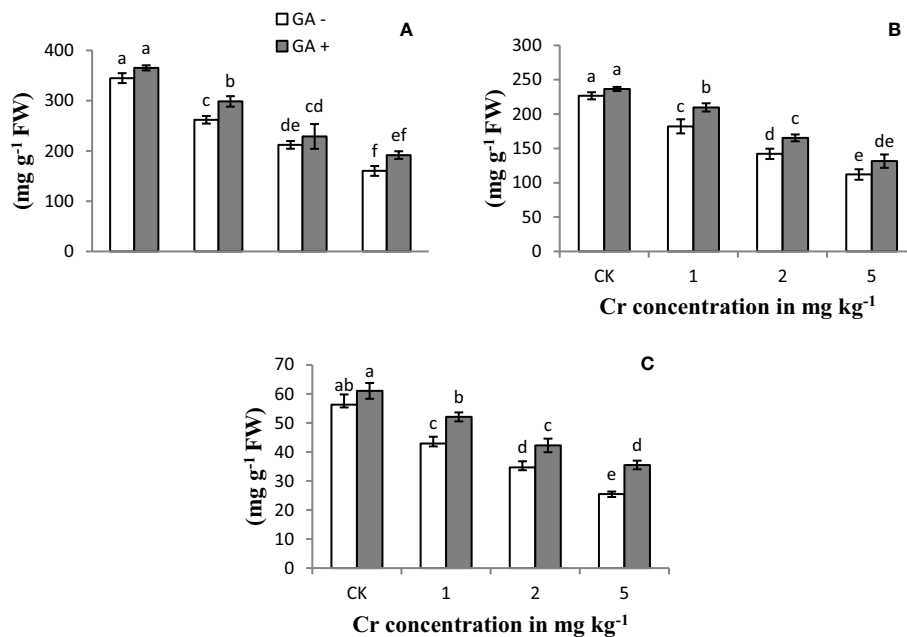 GA -
GA +
A
400
300
200
100
0
(mg g⁻¹ FW)
a a
c b
de cd
f ef
B
300
250
200
150
100
50
0
(mg g⁻¹ FW)
a a
c b
d c
e de
CK 1 2 5
Cr concentration in mg kg⁻¹
C
70
60
50
40
30
20
10
0
(mg g⁻¹ FW)
ab a
c b
d c
e d
CK 1 2 5
Cr concentration in mg kg⁻¹